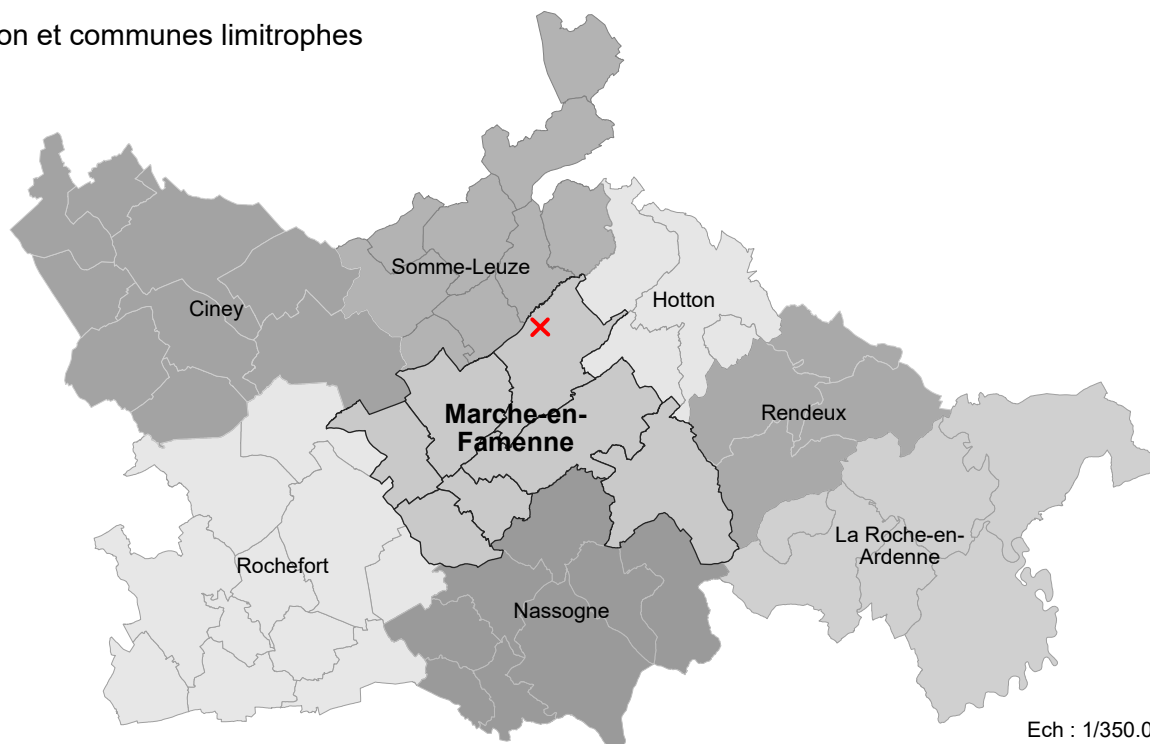 on et communes limitrophes
Somme-Leuze
Hotton
Ciney
Marche-en-
Famenne
Rendeux
La Roche-en-
Ardenne
Rochefort
Nassogne
Ech : 1/350.0